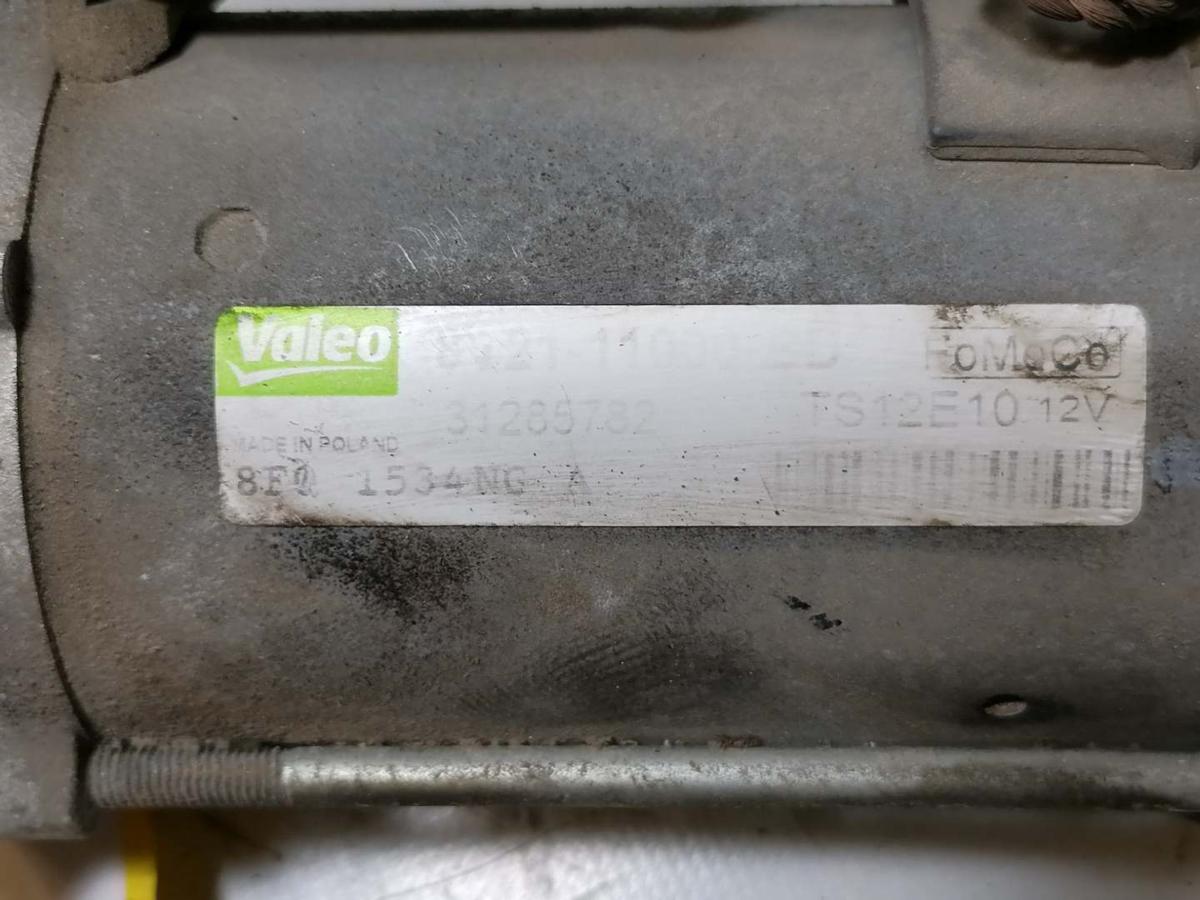 Valeo
FoMoCo
31285782
TS12E10 12V
MADE IN POLAND
1534NG A